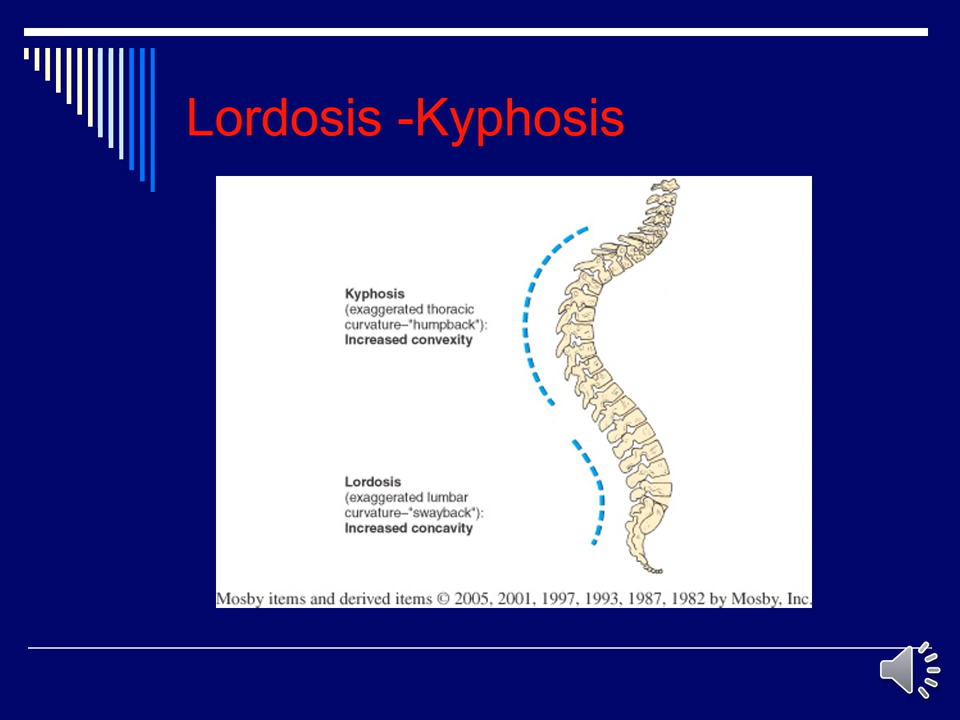 Lordosis -Kyphosis
Kyphosis
(exaggerated thoracic
curvature–"humpback"):
Increased convexity
Lordosis
(exaggerated lumbar
curvature–"swayback"):
Increased concavity
Mosby items and derived items © 2005, 2001, 1997, 1993, 1987, 1982 by Mosby, Inc.